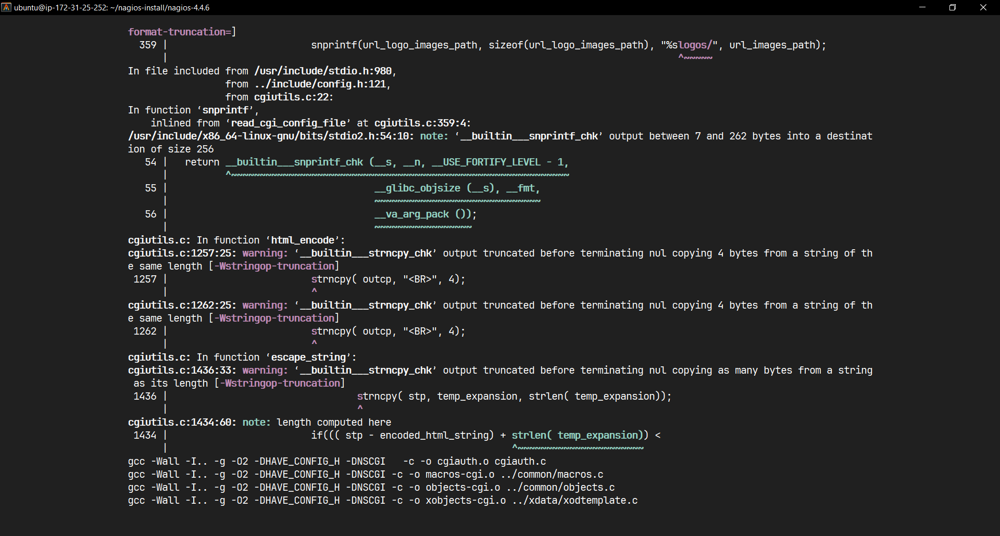 ubuntu@ip-172-31-25-252: ~/nagios-install/nagios-4.4.6
format-truncation=]
  359 |                         snprintf(url_logo_images_path, sizeof(url_logo_images_path), "%slogos/", url_images_path);
      |                                                                                         ^~~~~~
In file included from /usr/include/stdio.h:980,
                 from ../include/config.h:121,
                 from cgiutils.c:22:
In function ‘snprintf’,
    inlined from ‘read_cgi_config_file’ at cgiutils.c:359:4:
/usr/include/x86_64-linux-gnu/bits/stdio2.h:54:10: note: ‘__builtin___snprintf_chk’ output between 7 and 262 bytes into a destinat
ion of size 256
   54 |   return __builtin___snprintf_chk (__s, __n, __USE_FORTIFY_LEVEL - 1,
      |          ^~~~~~~~~~~~~~~~~~~~~~~~~~~~~~~~~~~~~~~~~~~~~~~~~~~~~~~~~~~~
   55 |                                    __glibc_objsize (__s), __fmt,
      |                                    ~~~~~~~~~~~~~~~~~~~~~~~~~~~~~
   56 |                                    __va_arg_pack ());
      |                                    ~~~~~~~~~~~~~~~~~
cgiutils.c: In function ‘html_encode’:
cgiutils.c:1257:25: warning: ‘__builtin___strncpy_chk’ output truncated before terminating nul copying 4 bytes from a string of th
e same length [-Wstringop-truncation]
 1257 |                         strncpy( outcp, "<BR>", 4);
      |                         ^
cgiutils.c:1262:25: warning: ‘__builtin___strncpy_chk’ output truncated before terminating nul copying 4 bytes from a string of th
e same length [-Wstringop-truncation]
 1262 |                         strncpy( outcp, "<BR>", 4);
      |                         ^
cgiutils.c: In function ‘escape_string’:
cgiutils.c:1436:33: warning: ‘__builtin___strncpy_chk’ output truncated before terminating nul copying as many bytes from a string
 as its length [-Wstringop-truncation]
 1436 |                                 strncpy( stp, temp_expansion, strlen( temp_expansion));
      |                                 ^
cgiutils.c:1434:60: note: length computed here
 1434 |                         if((( stp - encoded_html_string) + strlen( temp_expansion)) <
      |                                                            ^~~~~~~~~~~~~~~~~~~~~~~
gcc -Wall -I.. -g -O2 -DHAVE_CONFIG_H -DNSCGI   -c -o cgiauth.o cgiauth.c
gcc -Wall -I.. -g -O2 -DHAVE_CONFIG_H -DNSCGI -c -o macros-cgi.o ../common/macros.c
gcc -Wall -I.. -g -O2 -DHAVE_CONFIG_H -DNSCGI -c -o objects-cgi.o ../common/objects.c
gcc -Wall -I.. -g -O2 -DHAVE_CONFIG_H -DNSCGI -c -o xobjects-cgi.o ../xdata/xodtemplate.c